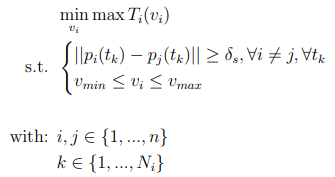 min max T_i(v_i)
v_i
s.t. { ||p_i(t_k) − p_j(t_k)|| ≥ δ_s, ∀i ≠ j, ∀t_k
v_min ≤ v_i ≤ v_max
with: i, j ∈ {1, ..., n}
k ∈ {1, ..., N_i}